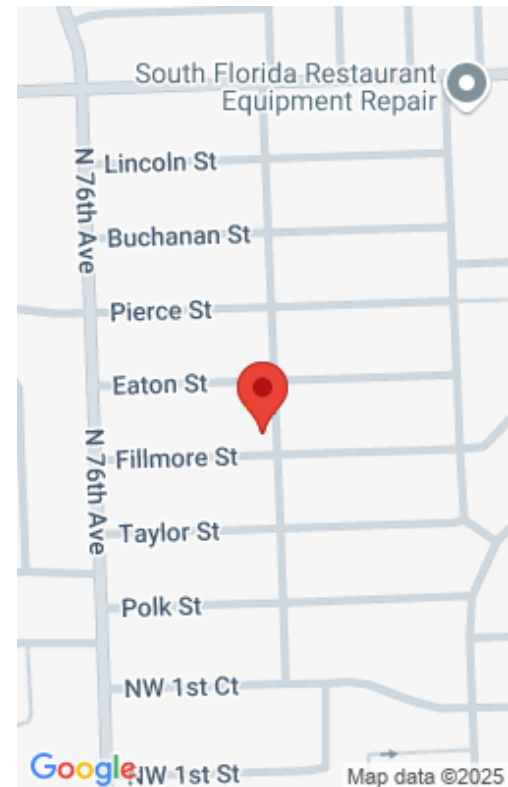 South Florida Restaurant
Equipment Repair
N 76th Ave
Lincoln St
Buchanan St
Pierce St
Eaton St
N 76th Ave
Fillmore St
Taylor St
Polk St
NW 1st Ct
Google
NW 1st St
Map data ©2025